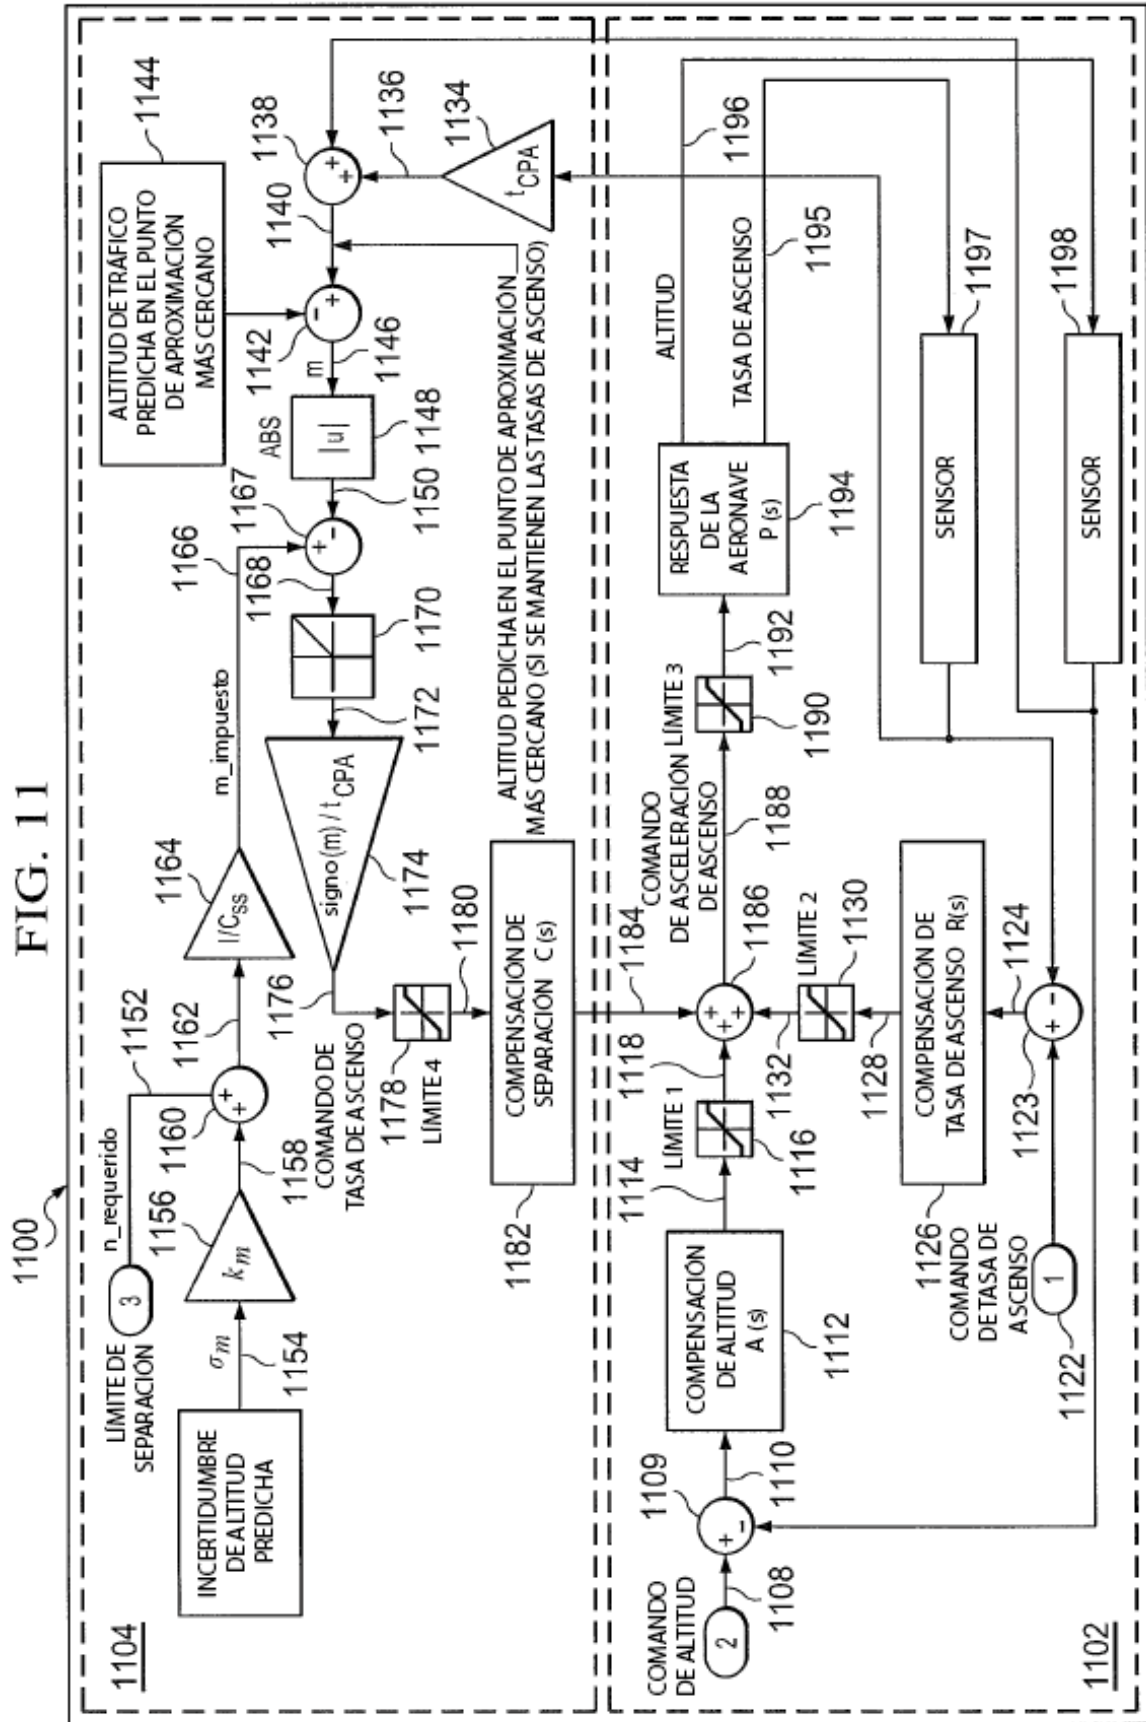 FIG. 11
1100
1104
LÍMITE DE
SEPARACIÓN
3
n_requerido
1152
INCERTIDUMBRE
DE ALTITUD
PREDICHA
σm
1154
km
1156
1158
+
+
1160
1162
I/CSS
1164
m_impuesto
1166
ALTITUD DE TRÁFICO
PREDICHA EN EL PUNTO
DE APROXIMACIÓN
MÁS CERCANO
1144
+
+
1138
1136
tCPA
1134
1140
-
+
1142
m
1146
ABS
|u|
1148
1150
+
-
1167
1168
1170
1172
signo (m) / tCPA
1174
1176
COMANDO DE
TASA DE ASCENSO
1178
LÍMITE 4
1180
COMPENSACIÓN DE
SEPARACIÓN C (s)
1182
1184
ALTITUD PEDICHA EN EL PUNTO DE APROXIMACIÓN
MÁS CERCANO (SI SE MANTIENEN LAS TASAS DE ASCENSO)
1102
COMANDO
DE ALTITUD
2
1108
+
-
1109
1110
COMPENSACIÓN
DE ALTITUD
A (s)
1112
1114
LÍMITE 1
1116
1118
+
+
+
1186
COMANDO
DE ASCELERACIÓN
DE ASCENSO
1188
LÍMITE 3
1190
1192
RESPUESTA
DE LA
AERONAVE
P (s)
1194
ALTITUD
1196
TASA DE ASCENSO
1195
SENSOR
1197
SENSOR
1198
1132
LÍMITE 2
1130
1128
COMPENSACIÓN DE
TASA DE ASCENSO R(s)
1126
1124
+
-
1123
COMANDO
DE TASA DE
ASCENSO
1
1122